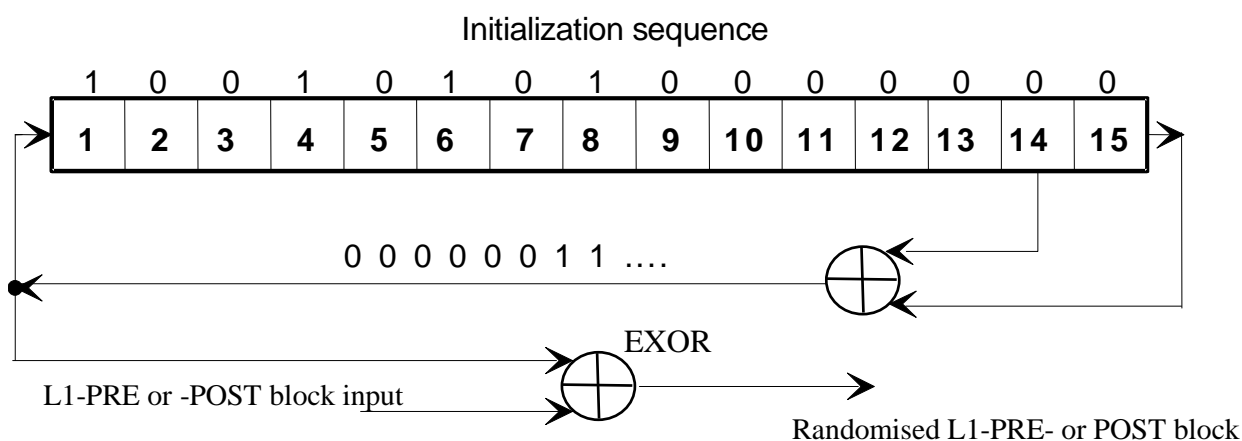 Initialization sequence
1 0 0 1 0 1 0 1 0 0 0 0 0 0 0
1 2 3 4 5 6 7 8 9 10 11 12 13 14 15
0 0 0 0 0 0 1 1 ....
EXOR
L1-PRE or -POST block input
Randomised L1-PRE- or POST block